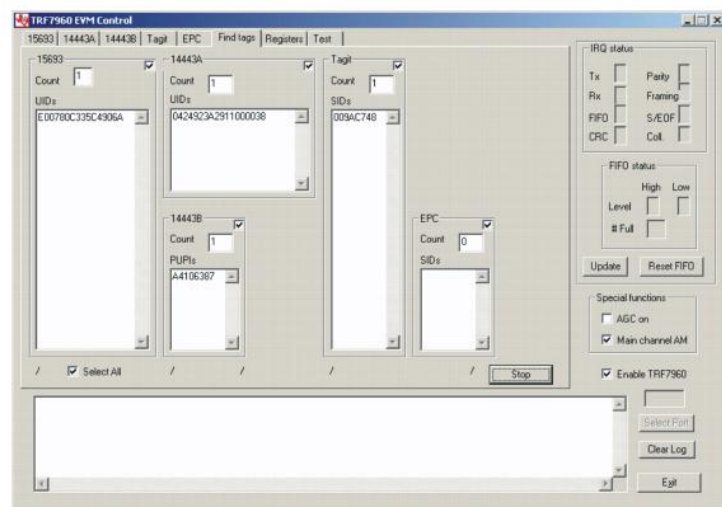 TRF7960 EVM Control
15693 14443A 14443B Tagit EPC Find tags Registers Test
15693
Count 1
UIDs
E00780C335C4906A
14443A
Count 1
UIDs
0424923A2911000038
14443B
Count 1
PUPIs
A4106387
Tagit
Count 1
SIDs
009AC748
EPC
Count 0
SIDs
/ Select All / / / / Stop
IRQ status
Tx Parity
Rx Framing
FIFO S/EOF
CRC Coll.
FIFO status
High Low
Level
# Full
Update Reset FIFO
Special functions
AGC on
Main channel AM
Enable TRF7960
Select Port
Clear Log
Exit